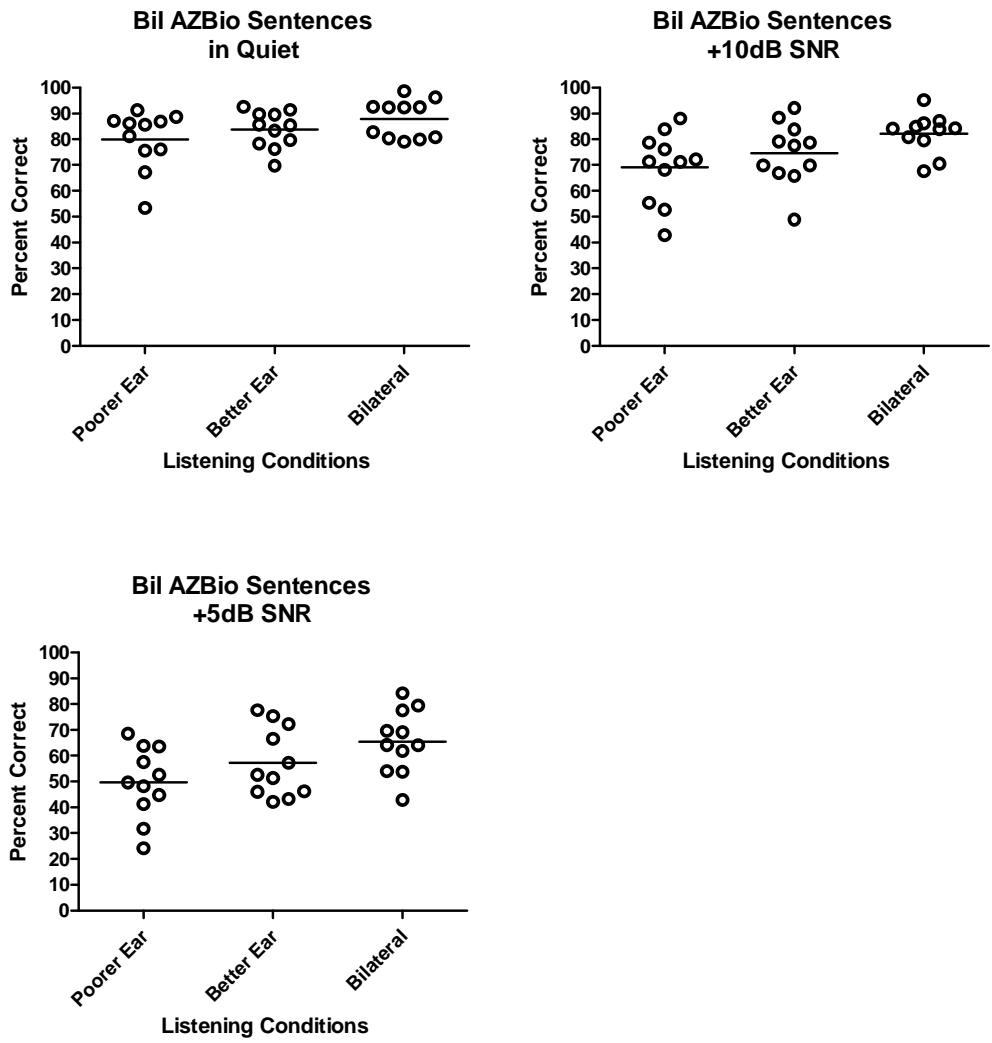 Bil AZBio Sentences
in Quiet
Percent Correct
100
90
80
70
60
50
40
30
20
10
0
Poorer Ear
Better Ear
Bilateral
Listening Conditions
Bil AZBio Sentences
+10dB SNR
Percent Correct
100
90
80
70
60
50
40
30
20
10
0
Poorer Ear
Better Ear
Bilateral
Listening Conditions
Bil AZBio Sentences
+5dB SNR
Percent Correct
100
90
80
70
60
50
40
30
20
10
0
Poorer Ear
Better Ear
Bilateral
Listening Conditions